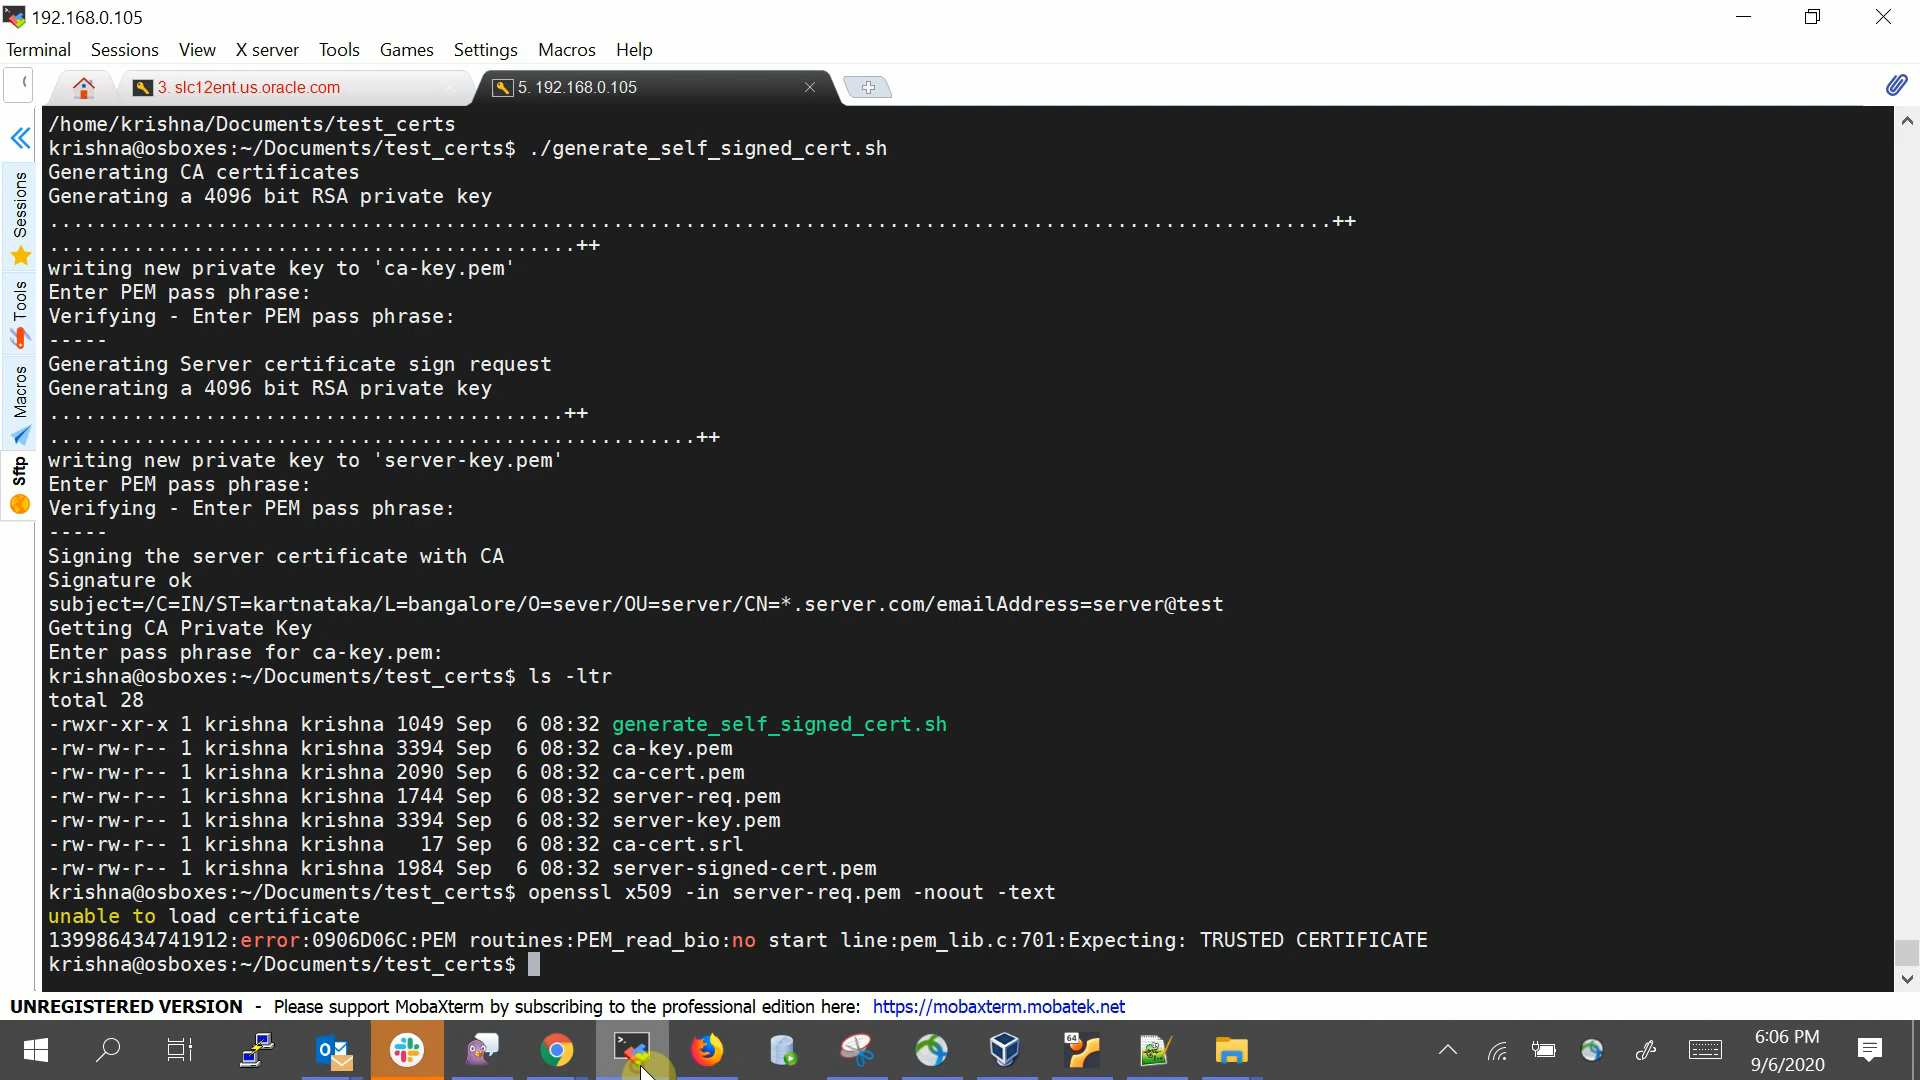 192.168.0.105
Terminal Sessions View X server Tools Games Settings Macros Help
3. slc12ent.us.oracle.com
5. 192.168.0.105
Sessions
Tools
Macros
Sftp
/home/krishna/Documents/test_certs
krishna@osboxes:~/Documents/test_certs$ ./generate_self_signed_cert.sh
Generating CA certificates
Generating a 4096 bit RSA private key
..........................................................................................................++
............................................++
writing new private key to 'ca-key.pem'
Enter PEM pass phrase:
Verifying - Enter PEM pass phrase:
-----
Generating Server certificate sign request
Generating a 4096 bit RSA private key
...........................................++
......................................................++
writing new private key to 'server-key.pem'
Enter PEM pass phrase:
Verifying - Enter PEM pass phrase:
-----
Signing the server certificate with CA
Signature ok
subject=/C=IN/ST=kartnataka/L=bangalore/O=sever/OU=server/CN=*.server.com/emailAddress=server@test
Getting CA Private Key
Enter pass phrase for ca-key.pem:
krishna@osboxes:~/Documents/test_certs$ ls -ltr
total 28
-rwxr-xr-x 1 krishna krishna 1049 Sep  6 08:32 generate_self_signed_cert.sh
-rw-rw-r-- 1 krishna krishna 3394 Sep  6 08:32 ca-key.pem
-rw-rw-r-- 1 krishna krishna 2090 Sep  6 08:32 ca-cert.pem
-rw-rw-r-- 1 krishna krishna 1744 Sep  6 08:32 server-req.pem
-rw-rw-r-- 1 krishna krishna 3394 Sep  6 08:32 server-key.pem
-rw-rw-r-- 1 krishna krishna   17 Sep  6 08:32 ca-cert.srl
-rw-rw-r-- 1 krishna krishna 1984 Sep  6 08:32 server-signed-cert.pem
krishna@osboxes:~/Documents/test_certs$ openssl x509 -in server-req.pem -noout -text
unable to load certificate
139986434741912:error:0906D06C:PEM routines:PEM_read_bio:no start line:pem_lib.c:701:Expecting: TRUSTED CERTIFICATE
krishna@osboxes:~/Documents/test_certs$
UNREGISTERED VERSION - Please support MobaXterm by subscribing to the professional edition here: https://mobaxterm.mobatek.net
64
6:06 PM
9/6/2020